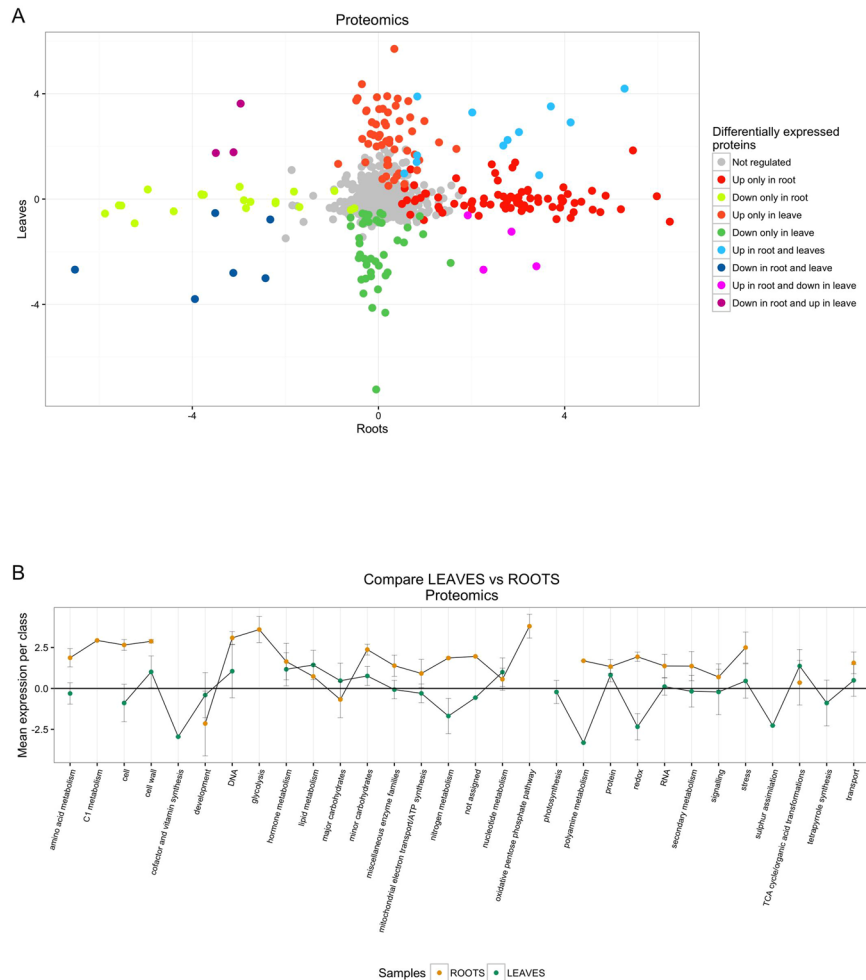 A
Proteomics
4
0
-4
Leaves
-4
0
4
Roots
Differentially expressed
proteins
Not regulated
Up only in root
Down only in root
Up only in leave
Down only in leave
Up in root and leaves
Down in root and leave
Up in root and down in leave
Down in root and up in leave
B
Compare LEAVES vs ROOTS
Proteomics
Mean expression per class
2.5
0.0
-2.5
amino acid metabolism
C1 metabolism
cell
cell wall
cofactor and vitamin synthesis
development
DNA
glycolysis
hormone metabolism
lipid metabolism
major carbohydrates
minor carbohydrates
miscellaneous enzyme families
mitochondrial electron transport/ATP synthesis
nitrogen metabolism
not assigned
nucleotide metabolism
oxidative pentose phosphate pathway
photosynthesis
polyamine metabolism
protein
redox
RNA
secondary metabolism
signalling
stress
sulphur assimilation
TCA cycle/organic acid transformations
tetrapyrrole synthesis
transport
Samples ROOTS LEAVES